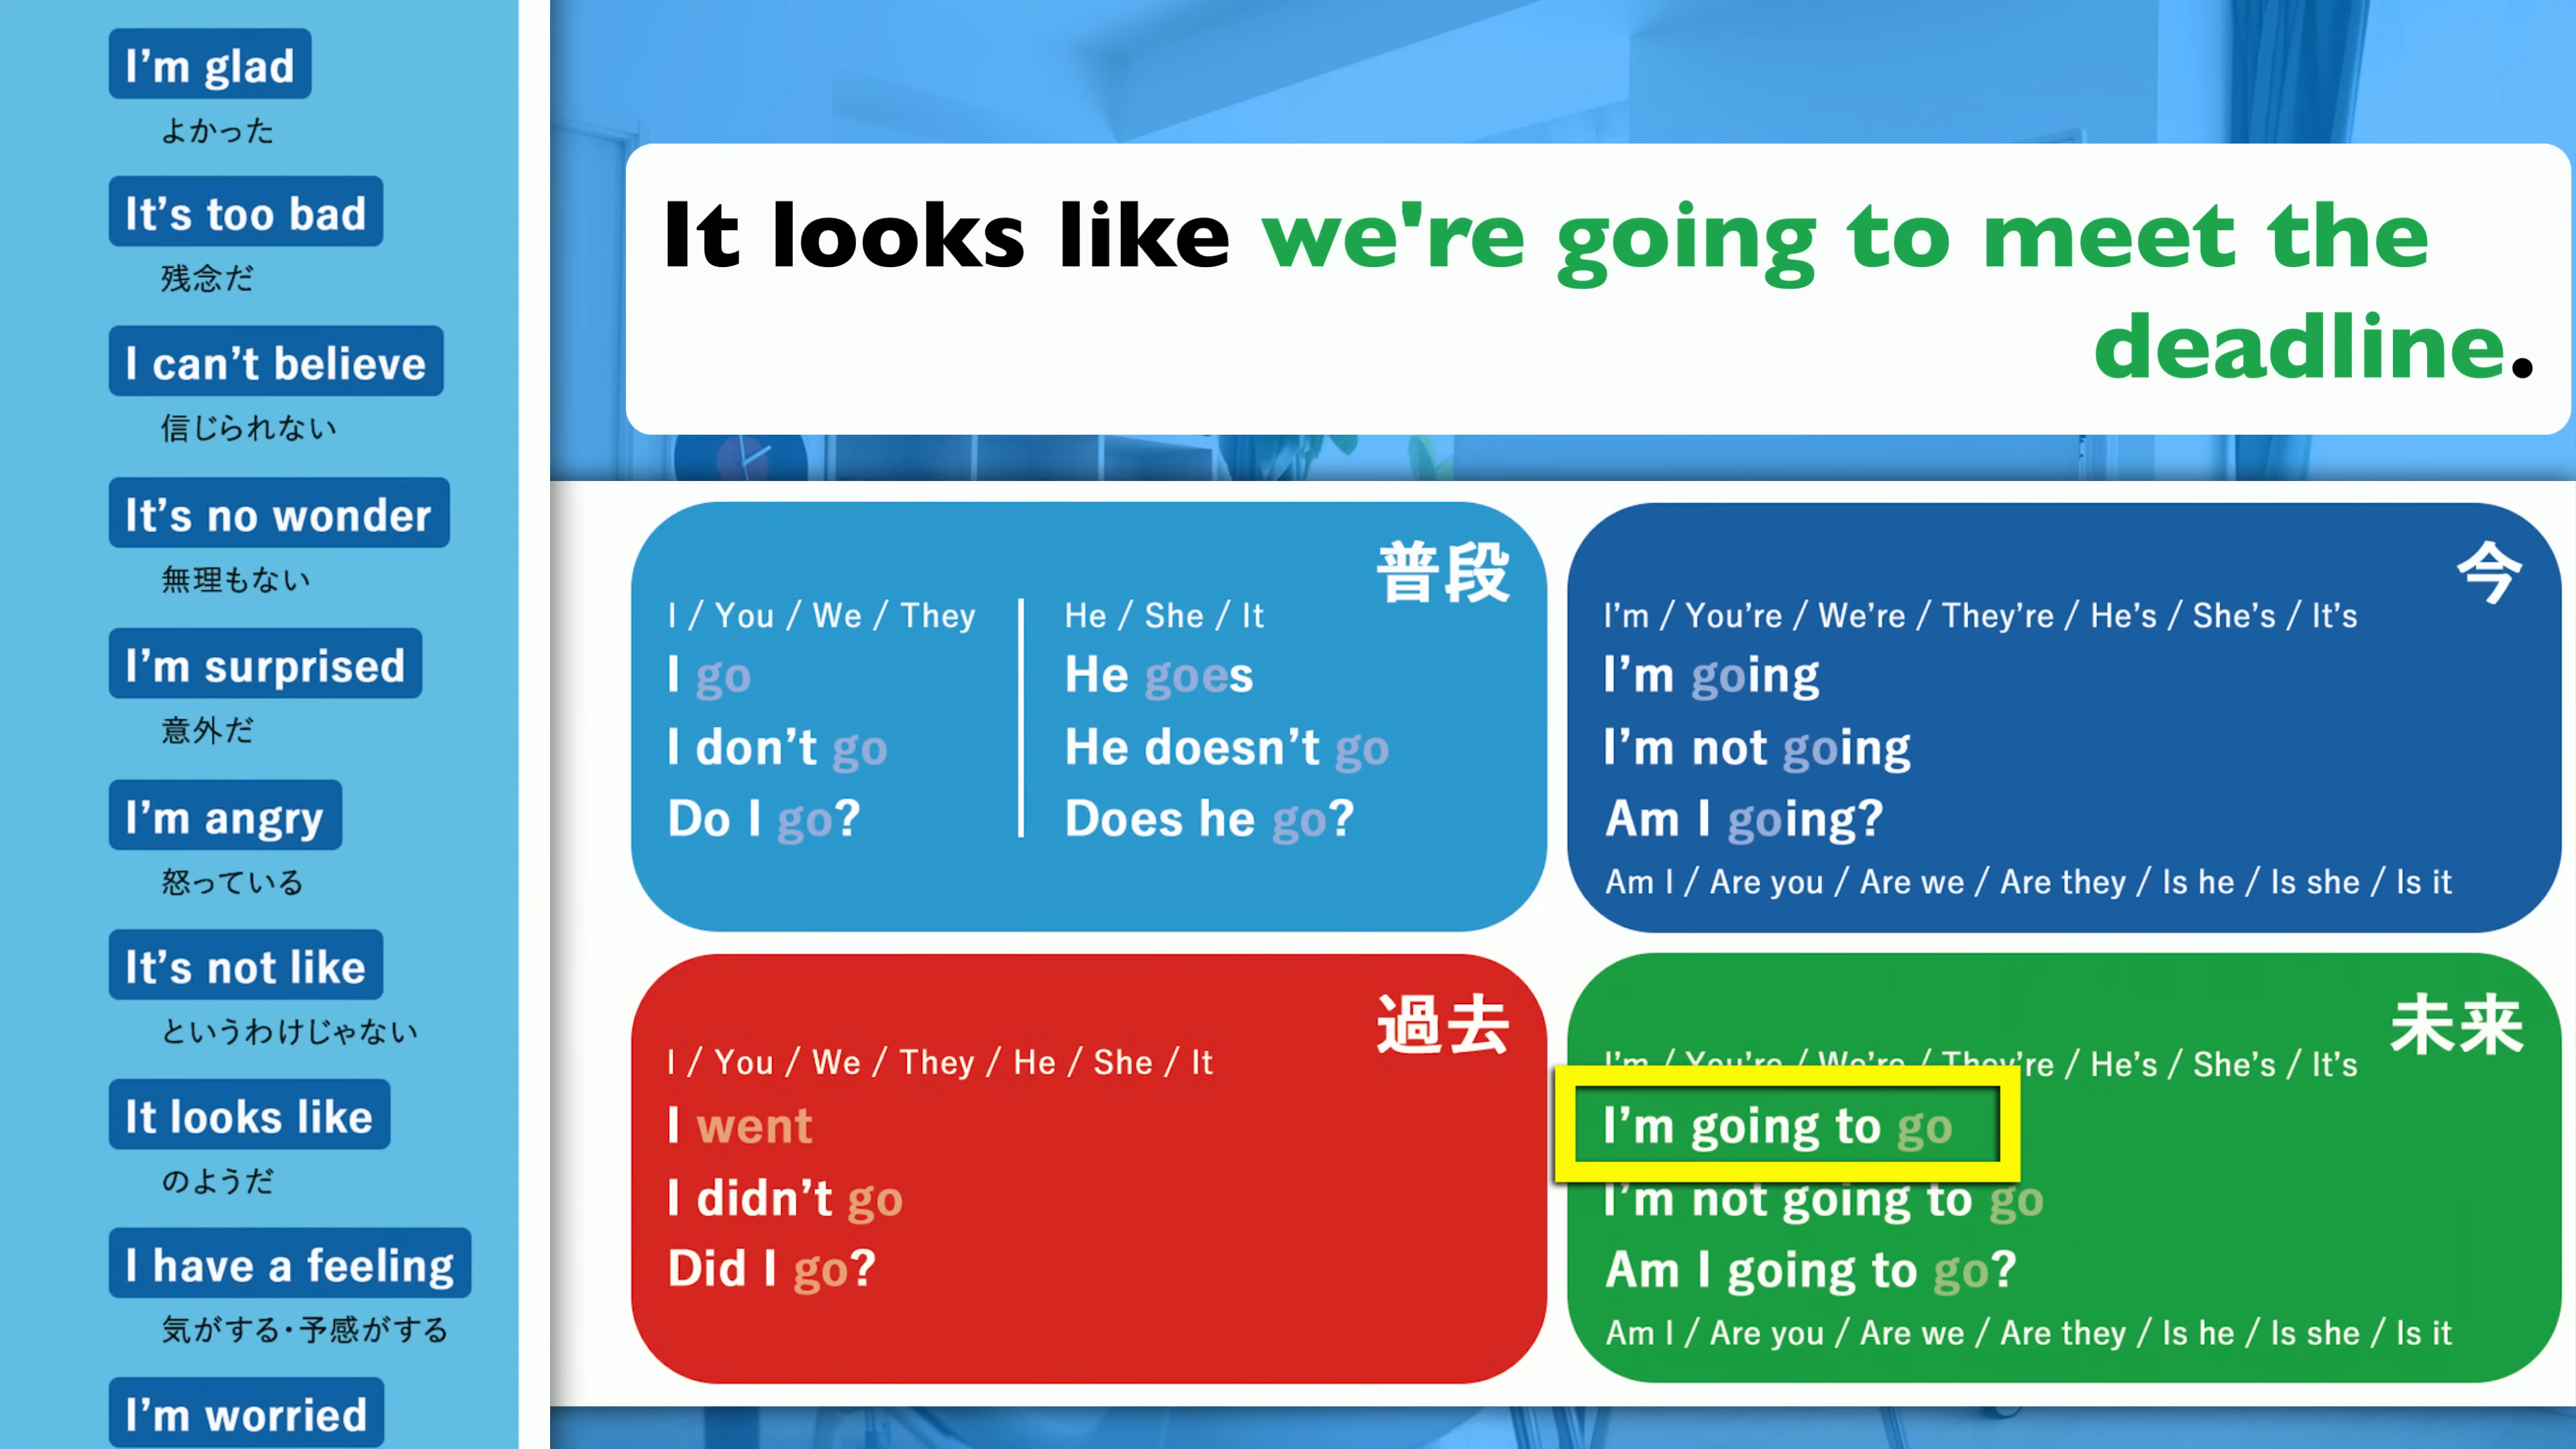 I’m glad
よかった
It’s too bad
残念だ
I can’t believe
信じられない
It’s no wonder
無理もない
I’m surprised
意外だ
I’m angry
怒っている
It’s not like
というわけじゃない
It looks like
のようだ
I have a feeling
気がする・予感がする
I’m worried
It looks like we're going to meet the
deadline.
普段
I / You / We / They
I go
I don’t go
Do I go?
He / She / It
He goes
He doesn’t go
Does he go?
今
I’m / You’re / We’re / They’re / He’s / She’s / It’s
I’m going
I’m not going
Am I going?
Am I / Are you / Are we / Are they / Is he / Is she / Is it
過去
I / You / We / They / He / She / It
I went
I didn’t go
Did I go?
未来
I’m / You’re / We’re / They’re / He’s / She’s / It’s
I’m going to go
I’m not going to go
Am I going to go?
Am I / Are you / Are we / Are they / Is he / Is she / Is it